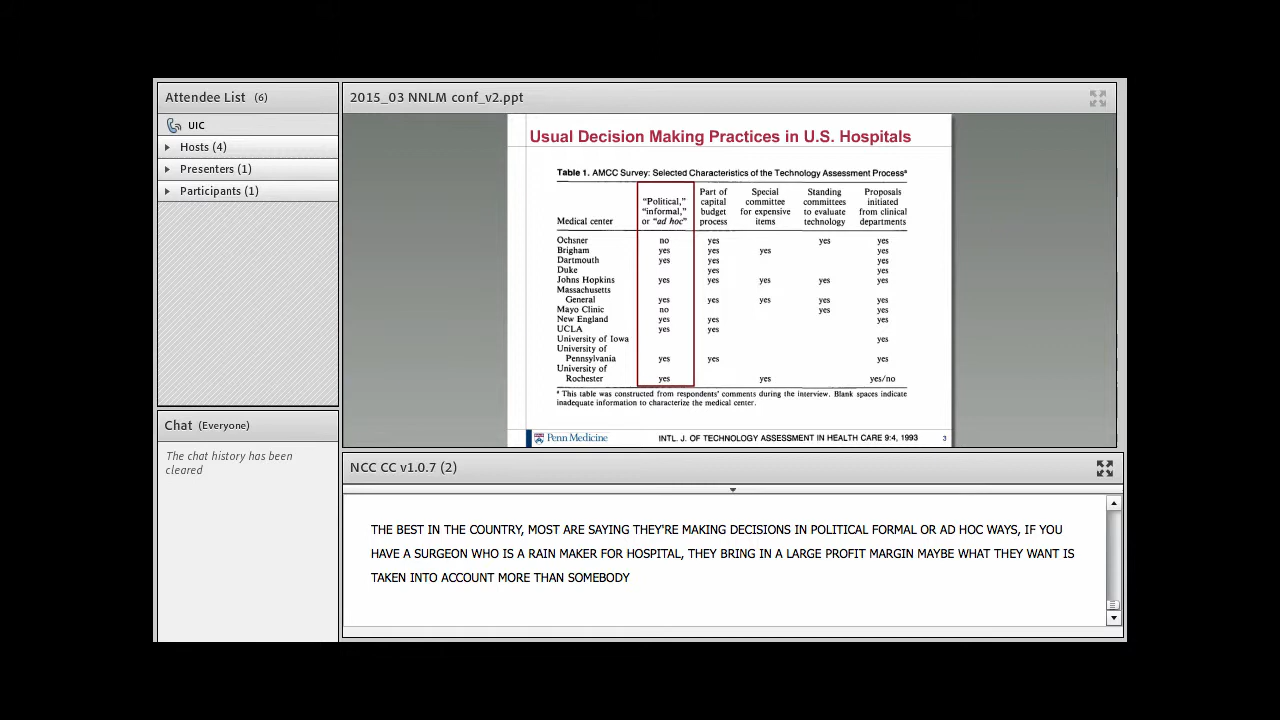 Attendee List (6)
UIC
Hosts (4)
Presenters (1)
Participants (1)
Chat (Everyone)
The chat history has been
cleared
2015_03 NNLM conf_v2.ppt
Usual Decision Making Practices in U.S. Hospitals
Table 1. AMCC Survey: Selected Characteristics of the Technology Assessment Processª
Part of Special Standing Proposals
"Political," capital committee committees initiated
"informal," budget for expensive to evaluate from clinical
Medical center or "ad hoc" process items technology departments
Ochsner no yes yes yes
Brigham yes yes yes yes
Dartmouth yes yes yes
Duke yes yes
Johns Hopkins yes yes yes yes yes
Massachusetts
General yes yes yes yes yes
Mayo Clinic no yes yes
New England yes yes yes
UCLA yes yes
University of Iowa yes
University of
Pennsylvania yes yes yes
University of
Rochester yes yes yes/no
ª This table was constructed from respondents' comments during the interview. Blank spaces indicate
inadequate information to characterize the medical center.
Penn Medicine INTL. J. OF TECHNOLOGY ASSESSMENT IN HEALTH CARE 9:4, 1993 3
NCC CC v1.0.7 (2)
THE BEST IN THE COUNTRY, MOST ARE SAYING THEY'RE MAKING DECISIONS IN POLITICAL FORMAL OR AD HOC WAYS, IF YOU
HAVE A SURGEON WHO IS A RAIN MAKER FOR HOSPITAL, THEY BRING IN A LARGE PROFIT MARGIN MAYBE WHAT THEY WANT IS
TAKEN INTO ACCOUNT MORE THAN SOMEBODY